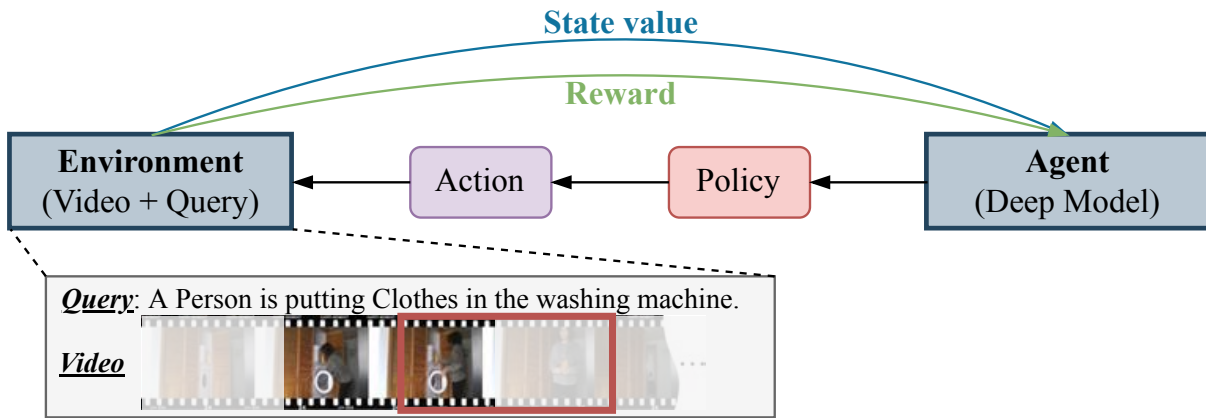 State value
Reward
Environment
(Video + Query)
Action
Policy
Agent
(Deep Model)
Query: A Person is putting Clothes in the washing machine.
Video
...